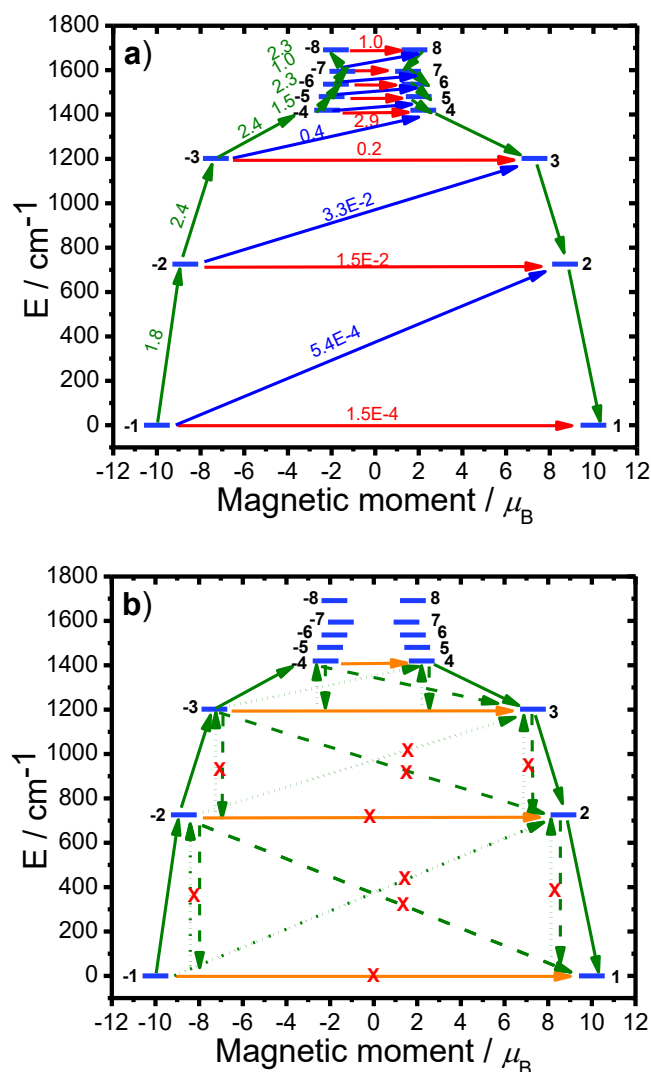 a)
1800
1600
1400
1200
1000
800
600
400
200
0
E / cm-1
-8 1.0 8
-7 7
-6 6
-5 5
-4 4
2.3
1.0
2.3
1.5
2.4
2.9
0.4
-3 0.2 3
2.4
3.3E-2
-2 1.5E-2 2
1.8
5.4E-4
-1 1.5E-4 1
-12 -10 -8 -6 -4 -2 0 2 4 6 8 10 12
Magnetic moment / μB
b)
1800
1600
1400
1200
1000
800
600
400
200
0
E / cm-1
-8 8
-7 7
-6 6
-5 5
-4 4
-3 3
X
X X X
-2 X 2
X
X X
X
-1 X 1
-12 -10 -8 -6 -4 -2 0 2 4 6 8 10 12
Magnetic moment / μB